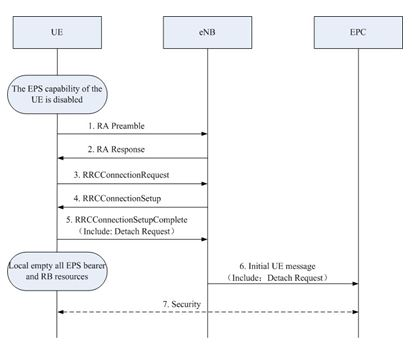 UE
eNB
EPC
The EPS capability of the
UE is disabled
1. RA Preamble
2. RA Response
3. RRCConnectionRequest
4. RRCConnectionSetup
5. RRCConnectionSetupComplete
（Include: Detach Request）
Local empty all EPS bearer
and RB resources
6. Initial UE message
（Include：Detach Request）
7. Security